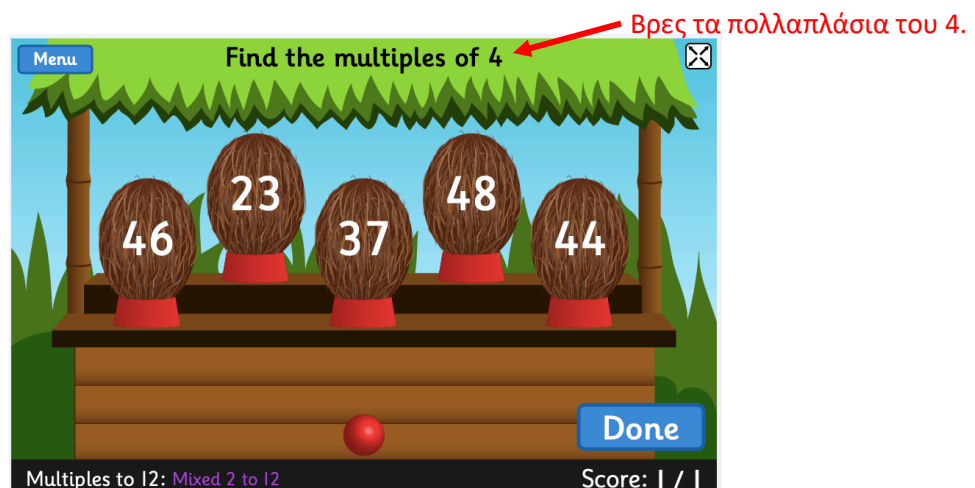 Βρες τα πολλαπλάσια του 4.
Menu
Find the multiples of 4
46
23
37
48
44
Done
Multiples to 12: Mixed 2 to 12
Score: 1 / 1